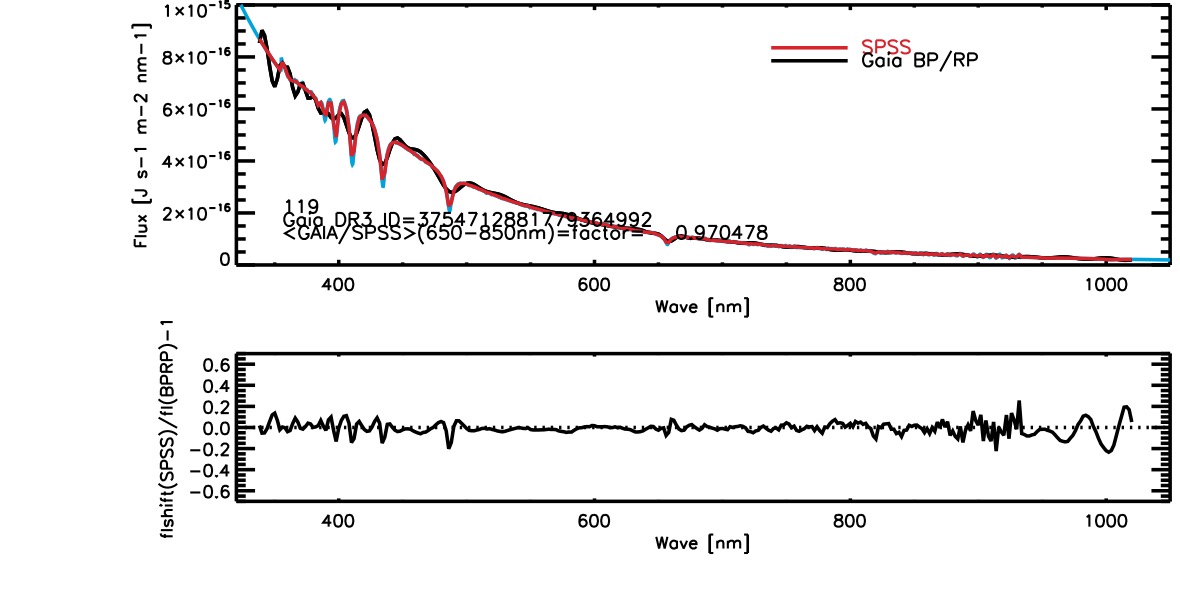 1×10⁻¹⁵
8×10⁻¹⁶
6×10⁻¹⁶
4×10⁻¹⁶
2×10⁻¹⁶
0
Flux [J s−1 m−2 nm−1]
SPSS
Gaia BP/RP
119
Gaia DR3 ID=3754712881779364992
<GAIA/SPSS>(650−850nm)=factor= 0.970478
400 600 800 1000
Wave [nm]
flshift(SPSS)/fl(BPRP)−1
0.6
0.4
0.2
0.0
−0.2
−0.4
−0.6
400 600 800 1000
Wave [nm]